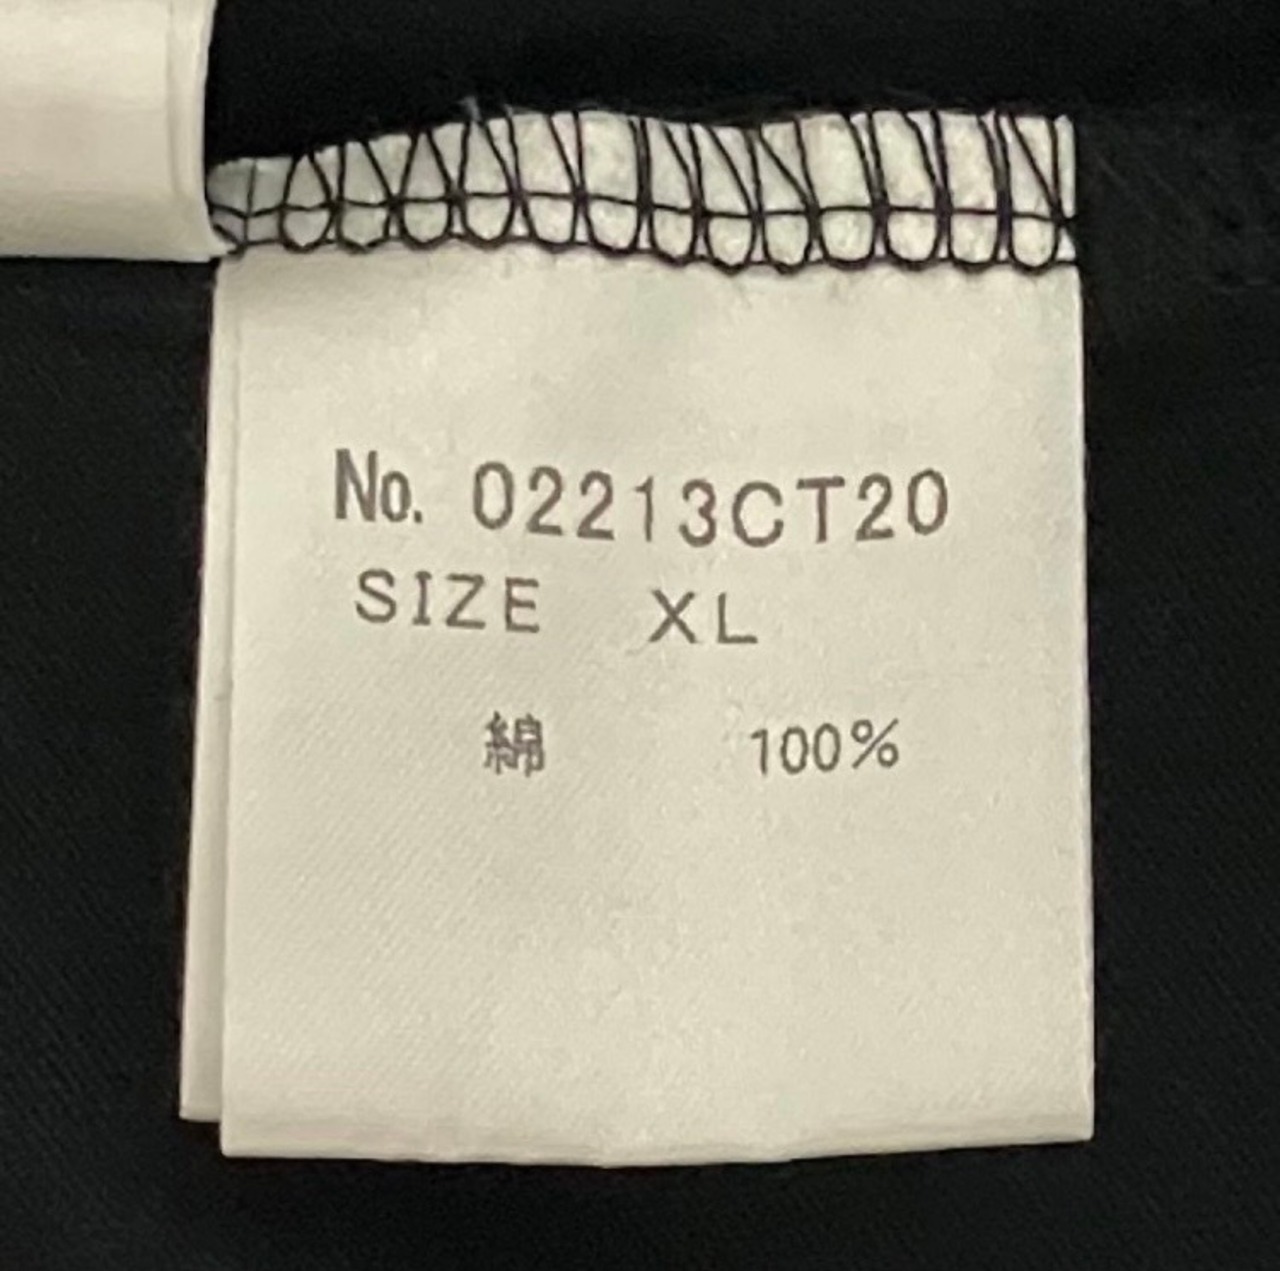 No. 02213CT20
SIZE XL
綿 100%